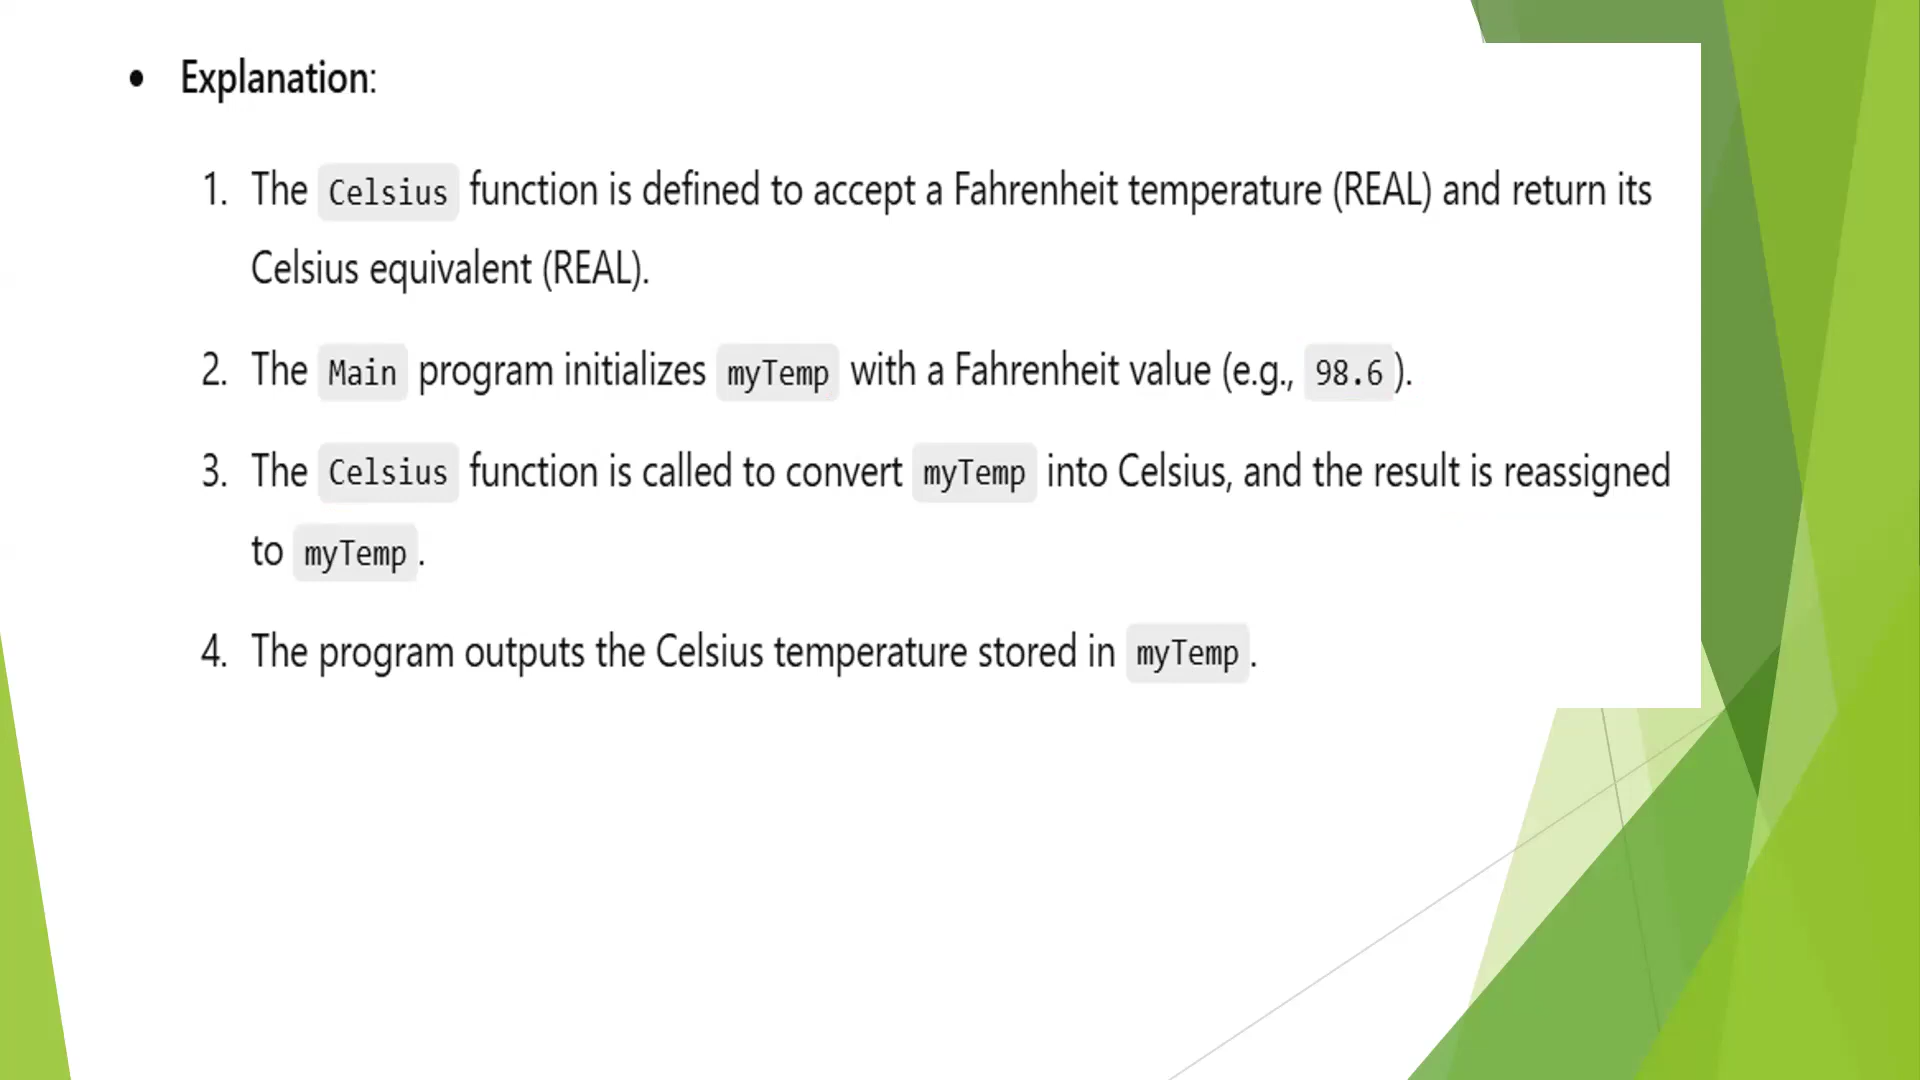 • Explanation:
1. The Celsius function is defined to accept a Fahrenheit temperature (REAL) and return its
Celsius equivalent (REAL).
2. The Main program initializes myTemp with a Fahrenheit value (e.g., 98.6 ).
3. The Celsius function is called to convert myTemp into Celsius, and the result is reassigned
to myTemp .
4. The program outputs the Celsius temperature stored in myTemp .